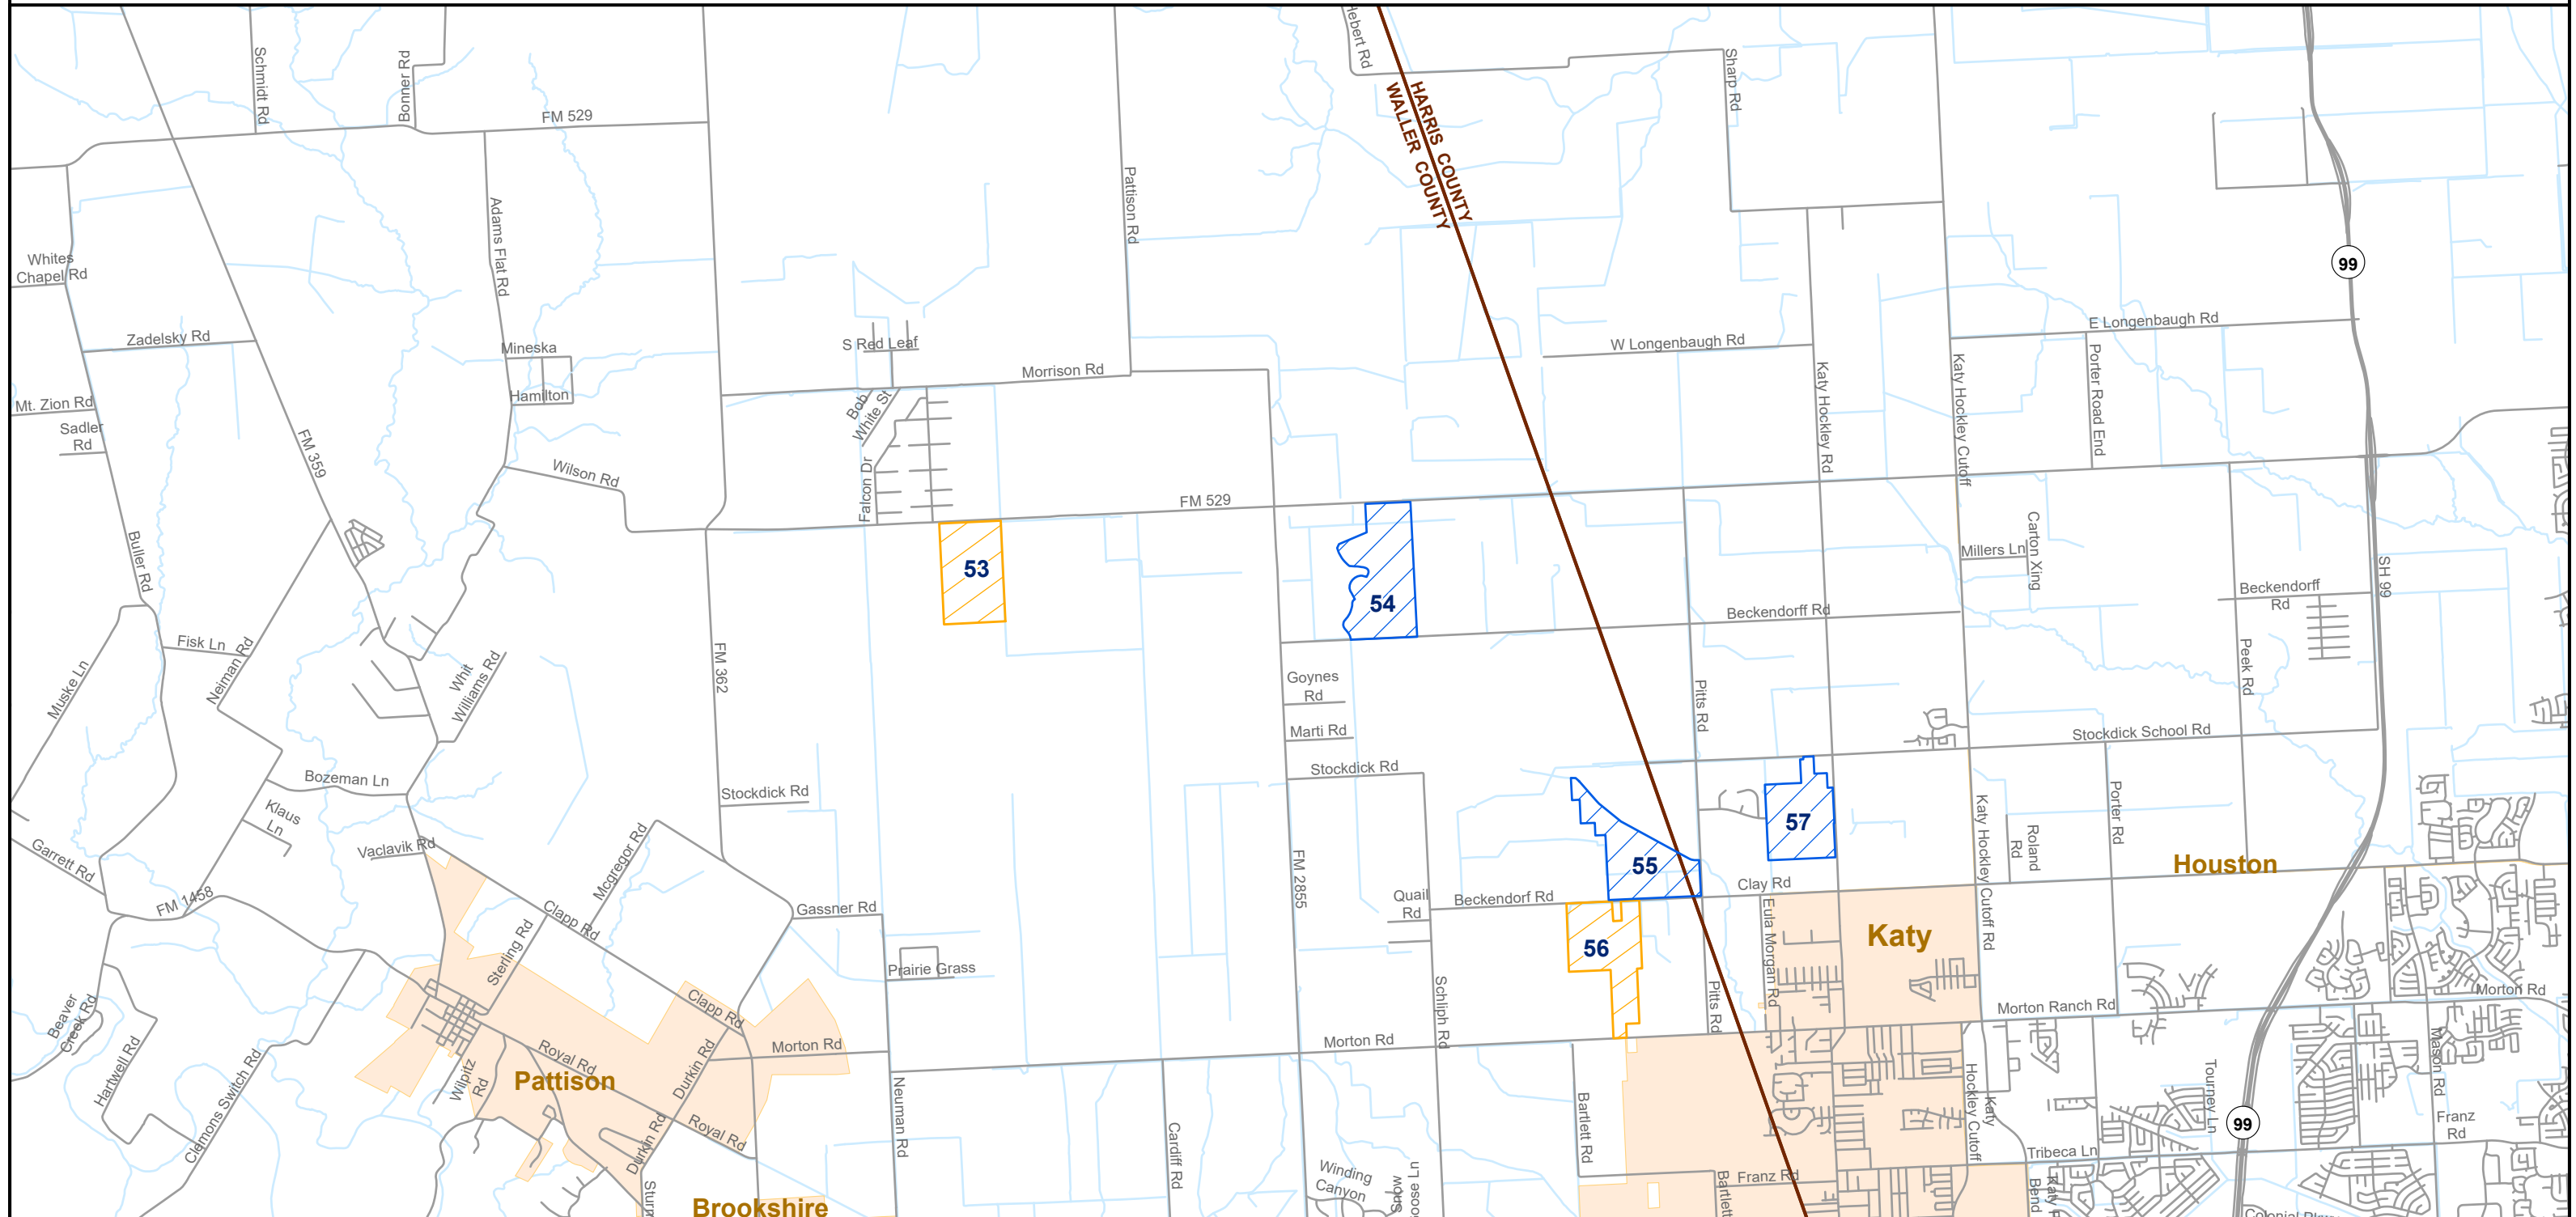 Schmidt Rd
Bonner Rd
FM 529
Hebert Rd
HARRIS COUNTY
WALLER COUNTY
Sharp Rd
Pattison Rd
Adams Flat Rd
Whites
Chapel Rd
99
Zadelsky Rd
Mineska
Hamilton
S Red Leaf
Morrison Rd
W Longenbaugh Rd
E Longenbaugh Rd
Katy Hockley Rd
Katy Hockley Cutoff
Porter Road End
Mt. Zion Rd
Sadler
Rd
FM 359
Bob
White St
Falcon Dr
Wilson Rd
FM 529
Buller Rd
53
54
Millers Ln
Carton Xing
SH 99
Beckendorff
Rd
Beckendorff Rd
Fisk Ln
Neiman Rd
Muske Ln
Whit
Williams Rd
FM 362
Goynes
Rd
Marti Rd
Pitts Rd
Peek Rd
Stockdick School Rd
Stockdick Rd
Bozeman Ln
Stockdick Rd
Klaus
Ln
Vaclavik Rd
Mcgregor Rd
Garrett Rd
FM 1458
FM 2855
55
57
Katy Hockley Cutoff Rd
Roland
Rd
Porter Rd
Houston
Clay Rd
Quail
Rd
Beckendorf Rd
Gassner Rd
Clapp Rd
Sterling Rd
Eula Morgan Rd
Katy
56
Prairie Grass
Clapp Rd
Schliph Rd
Pitts Rd
Morton Ranch Rd
Morton Rd
Beaver
Creek Rd
Hartwell Rd
Clemons Switch Rd
Wilpitz
Rd
Royal Rd
Pattison
Durkin Rd
Morton Rd
Morton Rd
Mason Rd
Tourney Ln
Neuman Rd
Cardiff Rd
Bartlett Rd
Hockley Cutoff
Katy
99
Franz
Rd
Durkin Rd
Royal Rd
Winding
Canyon
Snow
Goose Ln
Franz Rd
Bartlett
Tribeca Ln
Katy
Bend
Brookshire